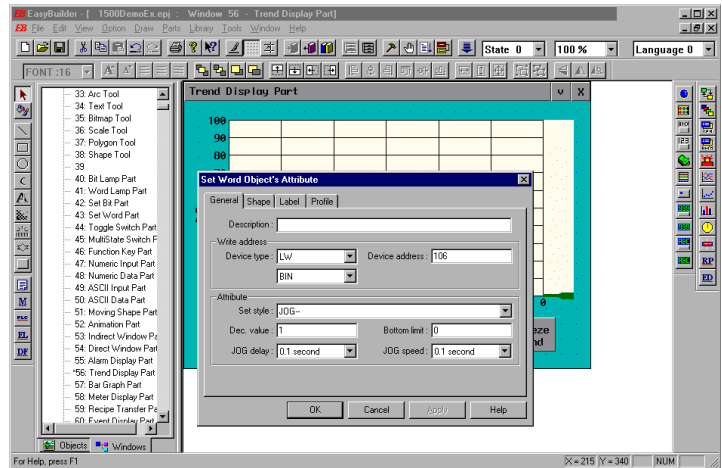 EasyBuilder - [ 1500DemoEx.epj : Window 56 - Trend Display Part]
File Edit View Option Draw Parts Library Tools Window Help
State 0 100 % Language 0
FONT :16
33: Arc Tool
34: Text Tool
35: Bitmap Tool
36: Scale Tool
37: Polygon Tool
38: Shape Tool
39
40: Bit Lamp Part
41: Word Lamp Part
42: Set Bit Part
43: Set Word Part
44: Toggle Switch Part
45: MultiState Switch P
46: Function Key Part
47: Numeric Input Part
48: Numeric Data Part
49: ASCII Input Part
50: ASCII Data Part
51: Moving Shape Part
52: Animation Part
53: Indirect Window Pa
54: Direct Window Part
55: Alarm Display Part
*56: Trend Display Part
57: Bar Graph Part
58: Meter Display Part
59: Recipe Transfer Pa
60: Event Display Part
Objects Windows
Trend Display Part V X
100
90
80
0
eze
nd
Set Word Object's Attribute
General Shape Label Profile
Description :
Write address
Device type : LW Device address : 106
BIN
Attribute
Set style : JOG--
Dec. value : 1 Bottom limit : 0
JOG delay : 0.1 second JOG speed : 0.1 second
OK Cancel Apply Help
M
PLC
EL
DF
RP
ED
For Help, press F1 X = 215 Y = 340 NUM